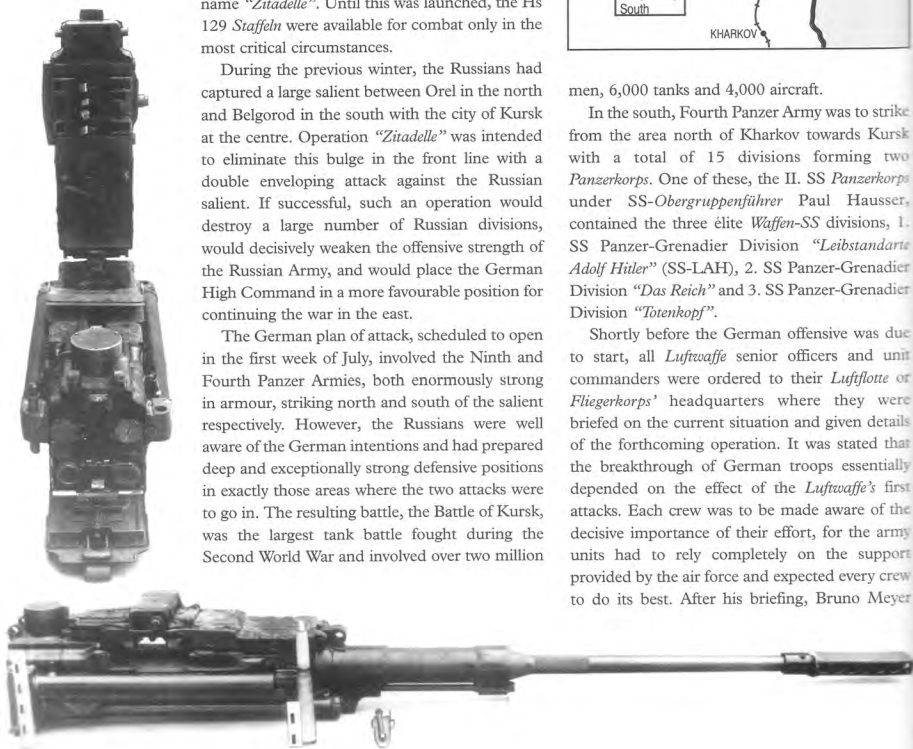 name “Zitadelle”. Until this was launched, the Hs
129 Staffeln were available for combat only in the
most critical circumstances.
During the previous winter, the Russians had
captured a large salient between Orel in the north
and Belgorod in the south with the city of Kursk
at the centre. Operation “Zitadelle” was intended
to eliminate this bulge in the front line with a
double enveloping attack against the Russian
salient. If successful, such an operation would
destroy a large number of Russian divisions,
would decisively weaken the offensive strength of
the Russian Army, and would place the German
High Command in a more favourable position for
continuing the war in the east.
The German plan of attack, scheduled to open
in the first week of July, involved the Ninth and
Fourth Panzer Armies, both enormously strong
in armour, striking north and south of the salient
respectively. However, the Russians were well
aware of the German intentions and had prepared
deep and exceptionally strong defensive positions
in exactly those areas where the two attacks were
to go in. The resulting battle, the Battle of Kursk,
was the largest tank battle fought during the
Second World War and involved over two million
South
KHARKOV
men, 6,000 tanks and 4,000 aircraft.
In the south, Fourth Panzer Army was to strike
from the area north of Kharkov towards Kursk
with a total of 15 divisions forming two
Panzerkorps. One of these, the II. SS Panzerkorps
under SS-Obergruppenführer Paul Hausser,
contained the three élite Waffen-SS divisions, 1.
SS Panzer-Grenadier Division “Leibstandarte
Adolf Hitler” (SS-LAH), 2. SS Panzer-Grenadier
Division “Das Reich” and 3. SS Panzer-Grenadier
Division “Totenkopf”.
Shortly before the German offensive was due
to start, all Luftwaffe senior officers and unit
commanders were ordered to their Luftflotte or
Fliegerkorps’ headquarters where they were
briefed on the current situation and given details
of the forthcoming operation. It was stated that
the breakthrough of German troops essentially
depended on the effect of the Luftwaffe’s first
attacks. Each crew was to be made aware of the
decisive importance of their effort, for the army
units had to rely completely on the support
provided by the air force and expected every crew
to do its best. After his briefing, Bruno Meyer